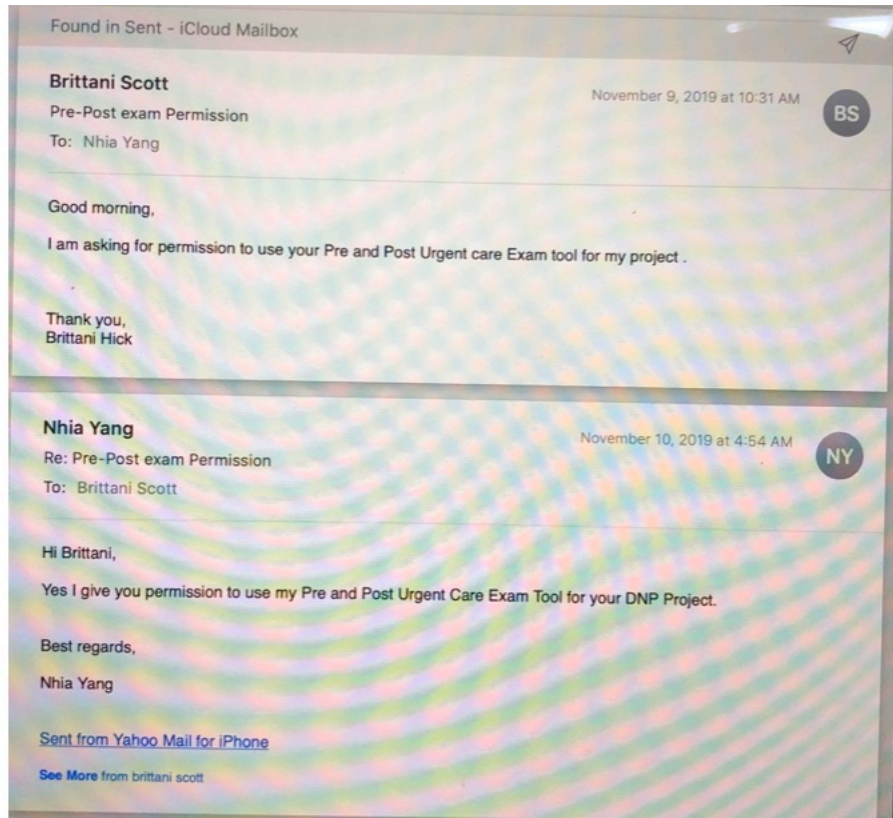 Found in Sent - iCloud Mailbox
Brittani Scott
November 9, 2019 at 10:31 AM
BS
Pre-Post exam Permission
To: Nhia Yang
Good morning,
I am asking for permission to use your Pre and Post Urgent care Exam tool for my project .
Thank you,
Brittani Hick
Nhia Yang
November 10, 2019 at 4:54 AM
NY
Re: Pre-Post exam Permission
To: Brittani Scott
Hi Brittani,
Yes I give you permission to use my Pre and Post Urgent Care Exam Tool for your DNP Project.
Best regards,
Nhia Yang
Sent from Yahoo Mail for iPhone
See More from brittani scott